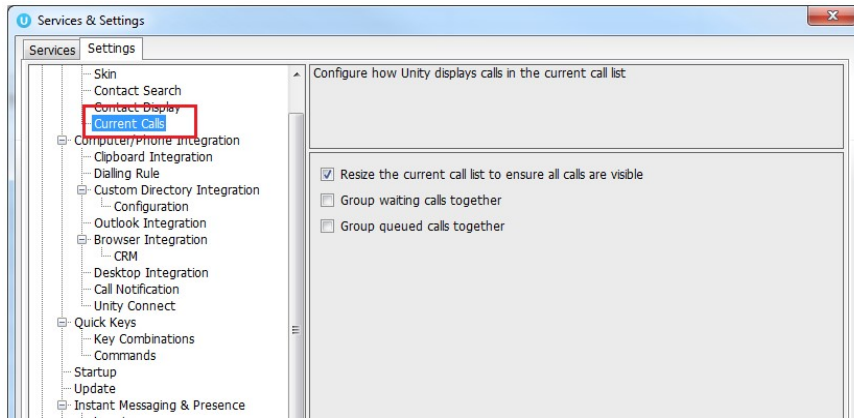 Services & Settings
Services Settings
Skin
Contact Search
Contact Display
Current Calls
Computer/Phone Integration
Clipboard Integration
Dialling Rule
Custom Directory Integration
Configuration
Outlook Integration
Browser Integration
CRM
Desktop Integration
Call Notification
Unity Connect
Quick Keys
Key Combinations
Commands
Startup
Update
Instant Messaging & Presence
Configure how Unity displays calls in the current call list
Resize the current call list to ensure all calls are visible
Group waiting calls together
Group queued calls together